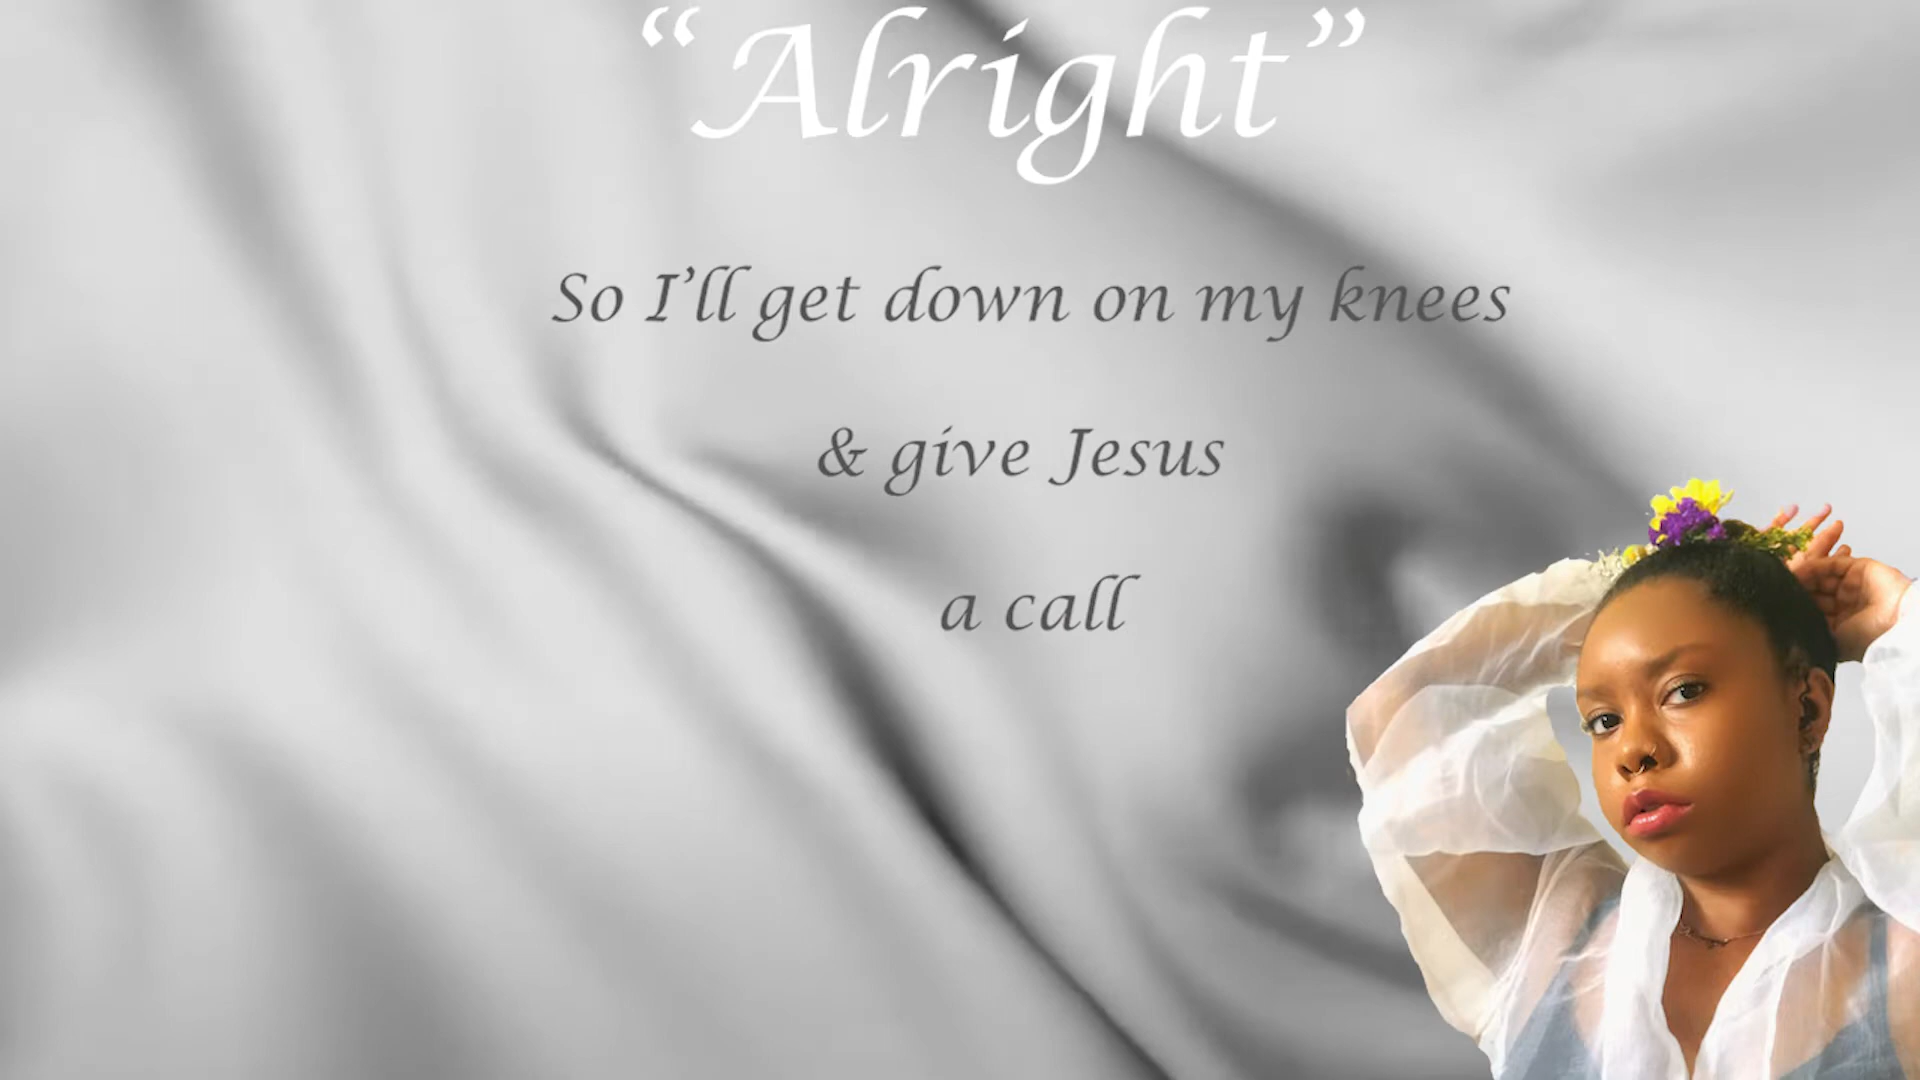 “Alright”
So I’ll get down on my knees
& give Jesus
a call